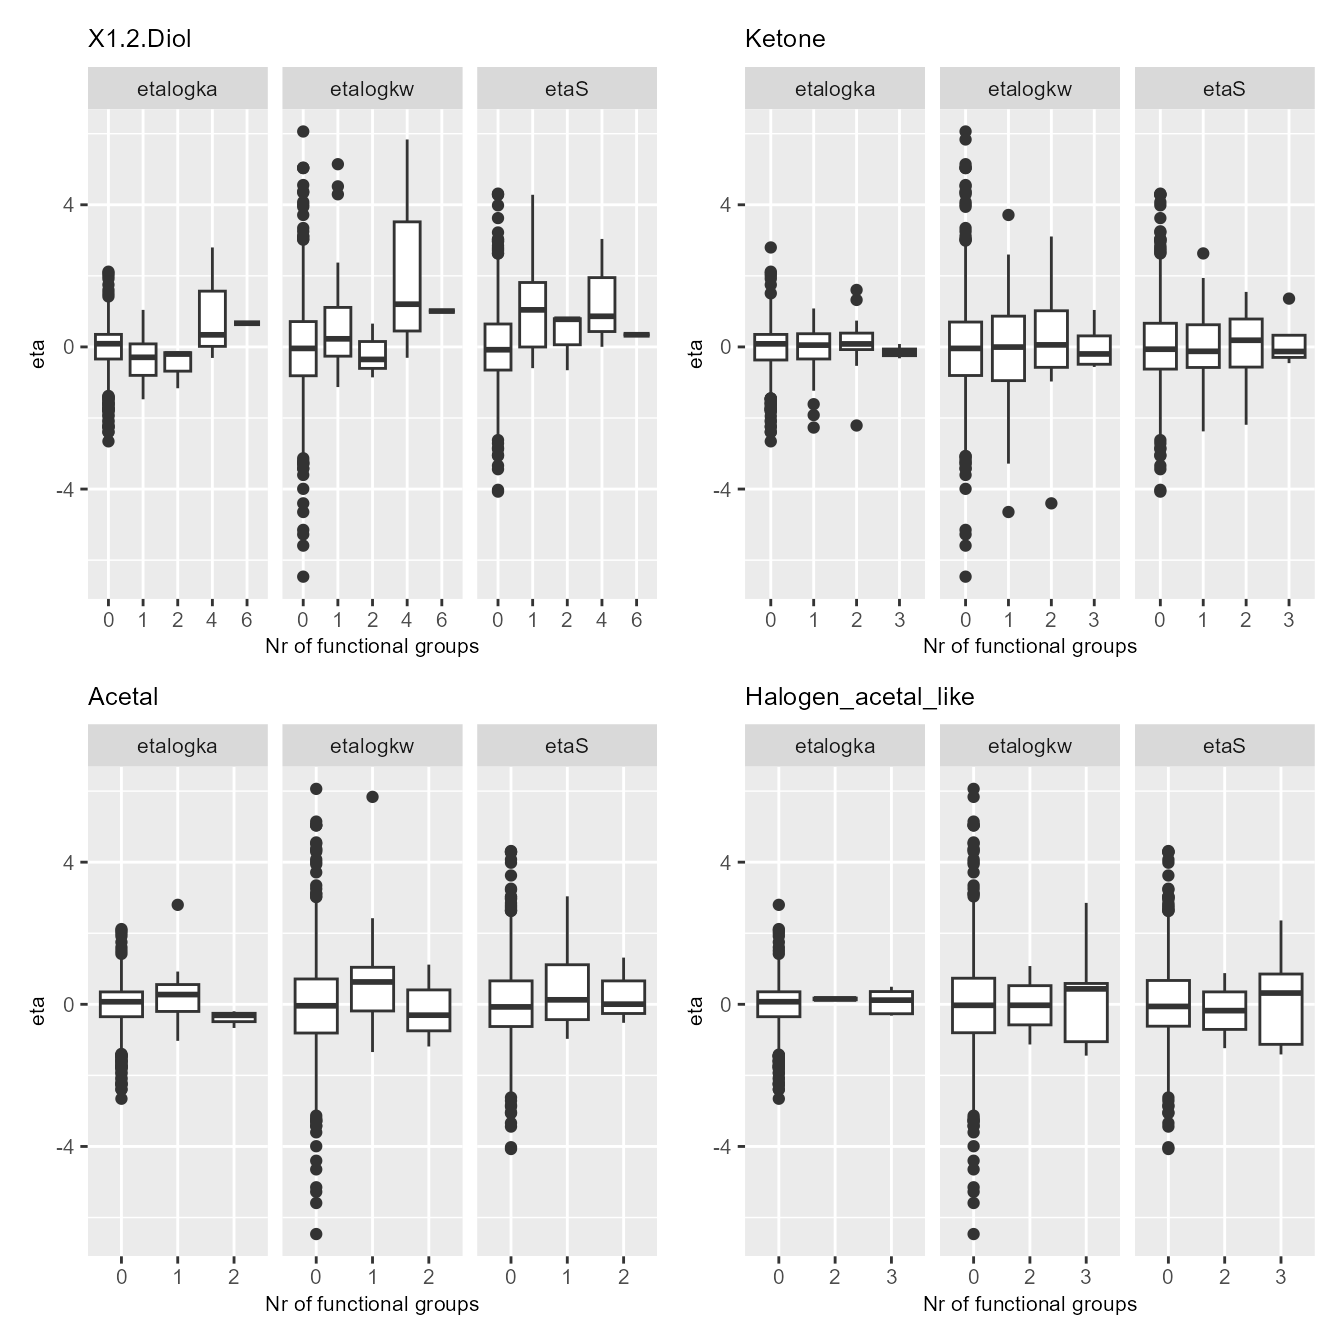 X1.2.Diol
etalogka etalogkw etaS
4
0
-4
eta
0 1 2 4 6 0 1 2 4 6 0 1 2 4 6
Nr of functional groups
Ketone
etalogka etalogkw etaS
4
0
-4
eta
0 1 2 3 0 1 2 3 0 1 2 3
Nr of functional groups
Acetal
etalogka etalogkw etaS
4
0
-4
eta
0 1 2 0 1 2 0 1 2
Nr of functional groups
Halogen_acetal_like
etalogka etalogkw etaS
4
0
-4
eta
0 2 3 0 2 3 0 2 3
Nr of functional groups